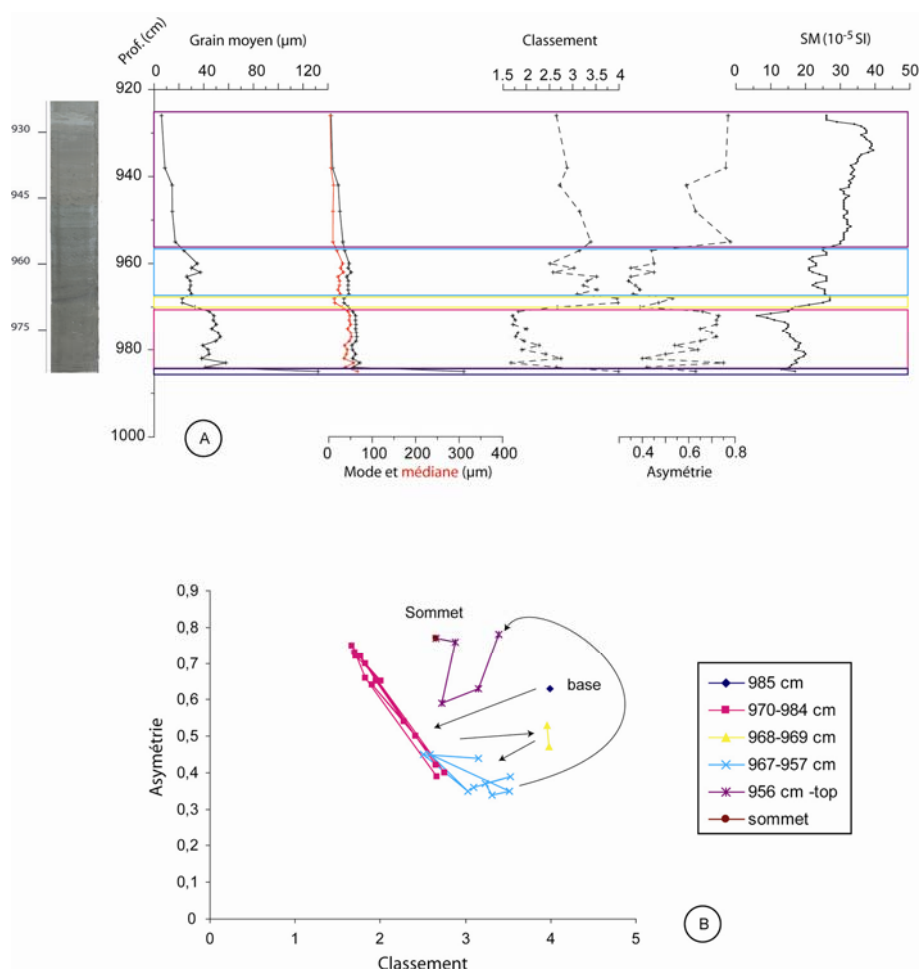 Prof. (cm)
Grain moyen (µm)
Classement
SM (10⁻⁵ SI)
0 40 80 120
1.5 2 2.5 3 3.5 4
0 10 20 30 40 50
920
930
940
945
960
960
975
980
1000
A
0 100 200 300 400
Mode et médiane (µm)
0.4 0.6 0.8
Asymétrie
0,9
0,8
0,7
0,6
0,5
0,4
0,3
0,2
0,1
0
Asymétrie
Sommet
base
985 cm
970-984 cm
968-969 cm
967-957 cm
956 cm -top
sommet
0 1 2 3 4 5
Classement
B